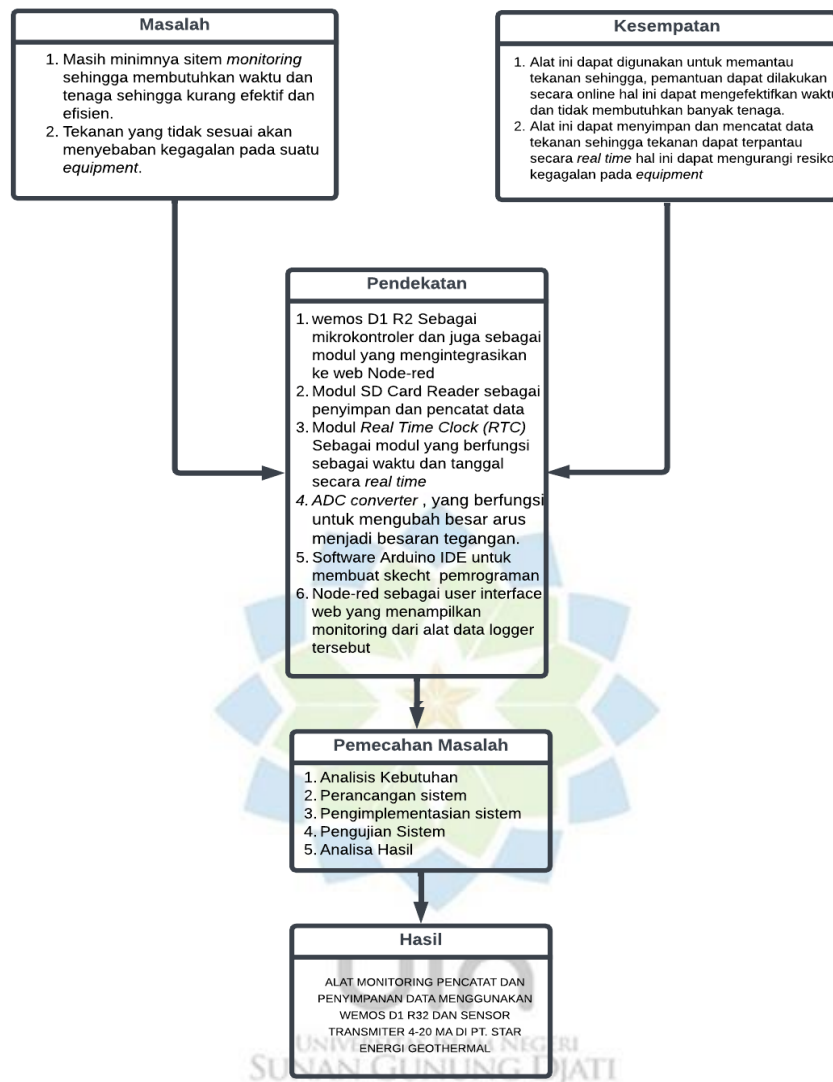 Masalah
1. Masih minimnya sitem monitoring
sehingga membutuhkan waktu dan
tenaga sehingga kurang efektif dan
efisien.
2. Tekanan yang tidak sesuai akan
menyebaban kegagalan pada suatu
equipment.
Kesempatan
1. Alat ini dapat digunakan untuk memantau
tekanan sehingga, pemantuan dapat dilakukan
secara online hal ini dapat mengefektifkan waktu
dan tidak membutuhkan banyak tenaga.
2. Alat ini dapat menyimpan dan mencatat data
tekanan sehingga tekanan dapat terpantau
secara real time hal ini dapat mengurangi resiko
kegagalan pada equipment
Pendekatan
1. wemos D1 R2 Sebagai
mikrokontroler dan juga sebagai
modul yang mengintegrasikan
ke web Node-red
2. Modul SD Card Reader sebagai
penyimpan dan pencatat data
3. Modul Real Time Clock (RTC)
Sebagai modul yang berfungsi
sebagai waktu dan tanggal
secara real time
4. ADC converter , yang berfungsi
untuk mengubah besar arus
menjadi besaran tegangan.
5. Software Arduino IDE untuk
membuat skecht pemrograman
6. Node-red sebagai user interface
web yang menampilkan
monitoring dari alat data logger
tersebut
Pemecahan Masalah
1. Analisis Kebutuhan
2. Perancangan sistem
3. Pengimplementasian sistem
4. Pengujian Sistem
5. Analisa Hasil
Hasil
ALAT MONITORING PENCATAT DAN
PENYIMPANAN DATA MENGGUNAKAN
WEMOS D1 R32 DAN SENSOR
TRANSMITER 4-20 MA DI PT. STAR
ENERGI GEOTHERMAL
uin
UNIVERSITAS ISLAM NEGERI
SUNAN GUNUNG DJATI